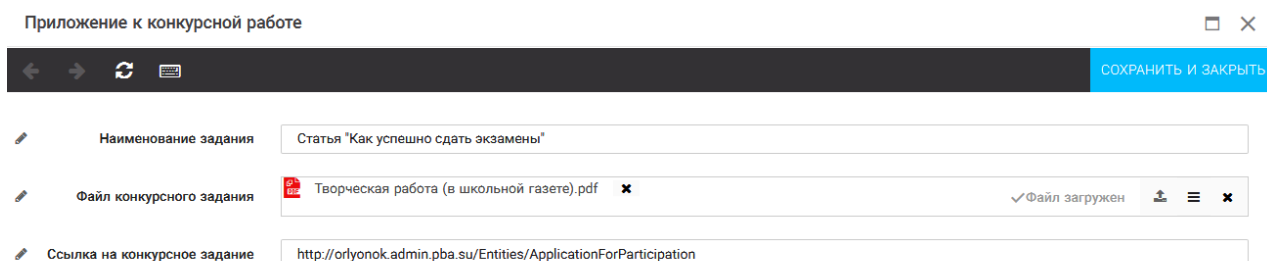 Приложение к конкурсной работе
СОХРАНИТЬ И ЗАКРЫТЬ
Наименование задания Статья "Как успешно сдать экзамены"
Файл конкурсного задания Творческая работа (в школьной газете).pdf Файл загружен
Ссылка на конкурсное задание http://orlyonok.admin.pba.su/Entities/ApplicationForParticipation